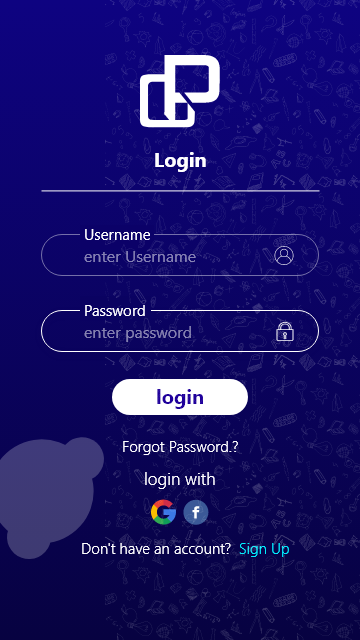 Login
Username
enter Username
Password
enter password
login
Forgot Password.?
login with
Don't have an account? Sign Up